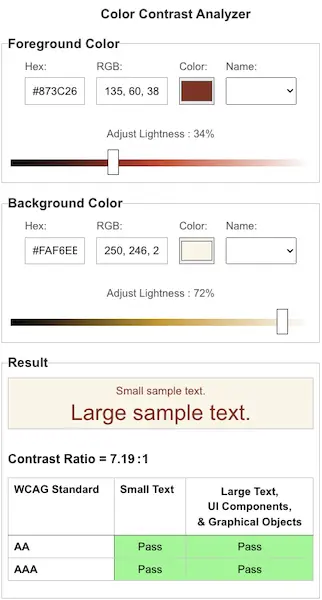 Color Contrast Analyzer
Foreground Color
Hex: RGB: Color: Name:
#873C26 135, 60, 38
Adjust Lightness : 34%
Background Color
Hex: RGB: Color: Name:
#FAF6EE 250, 246, 2
Adjust Lightness : 72%
Result
Small sample text.
Large sample text.
Contrast Ratio = 7.19:1
WCAG Standard Small Text Large Text,
UI Components,
& Graphical Objects
AA Pass Pass
AAA Pass Pass